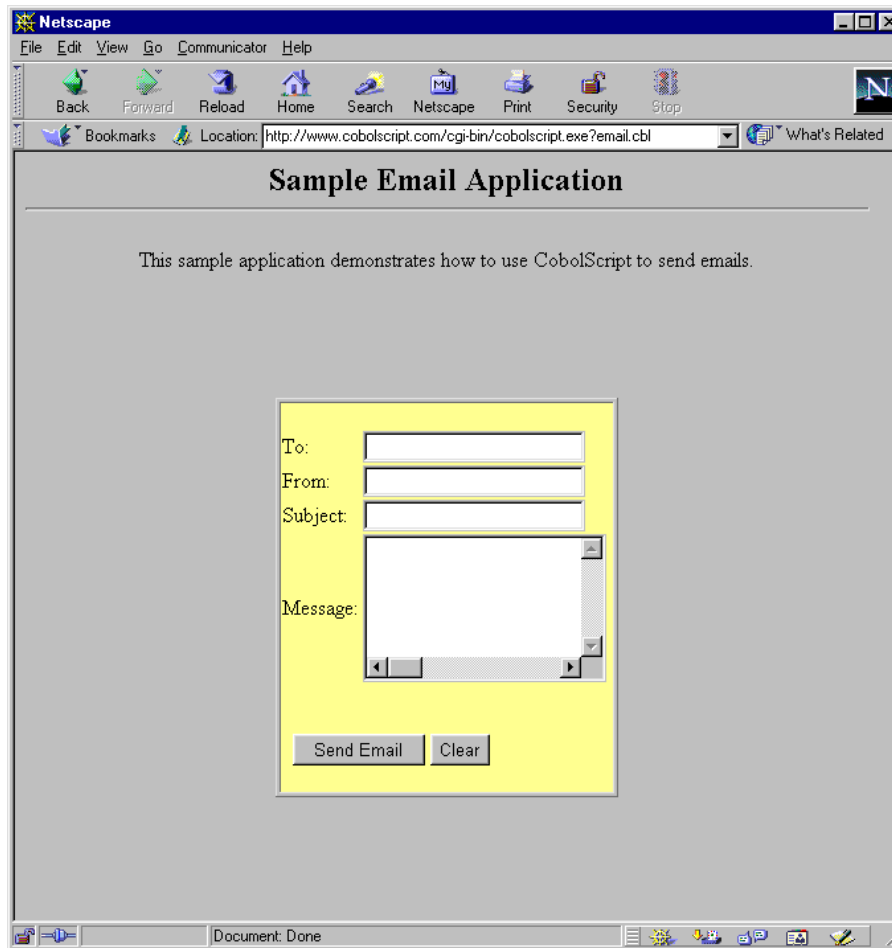 Netscape
File Edit View Go Communicator Help
My
N
Back Forward Reload Home Search Netscape Print Security Stop
Bookmarks Location: http://www.cobolscript.com/cgi-bin/cobolscript.exe?email.cbl What's Related
Sample Email Application
This sample application demonstrates how to use CobolScript to send emails.
To:
From:
Subject:
Message:
Send Email Clear
Document: Done